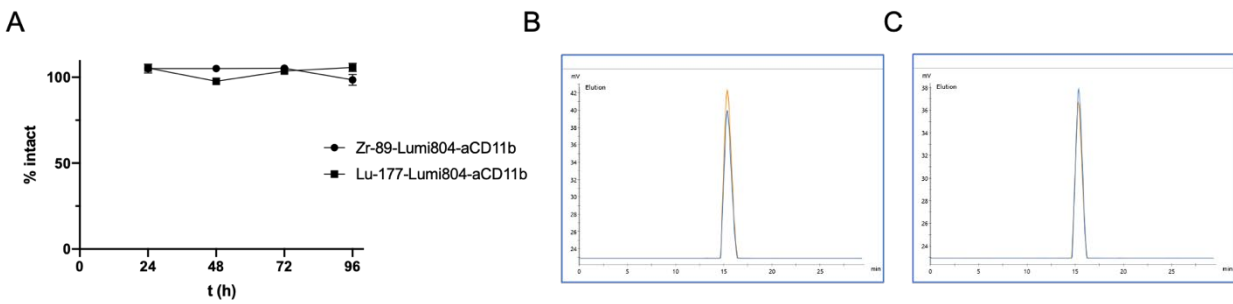 A
% intact
100
50
0
0
24
48
72
96
t (h)
Zr-89-Lumi804-aCD11b
Lu-177-Lumi804-aCD11b
B
mV
Elution
42
40
38
36
34
32
30
28
26
24
0
5
10
15
20
25
min
C
mV
Elution
38
36
34
32
30
28
26
24
0
5
10
15
20
25
min